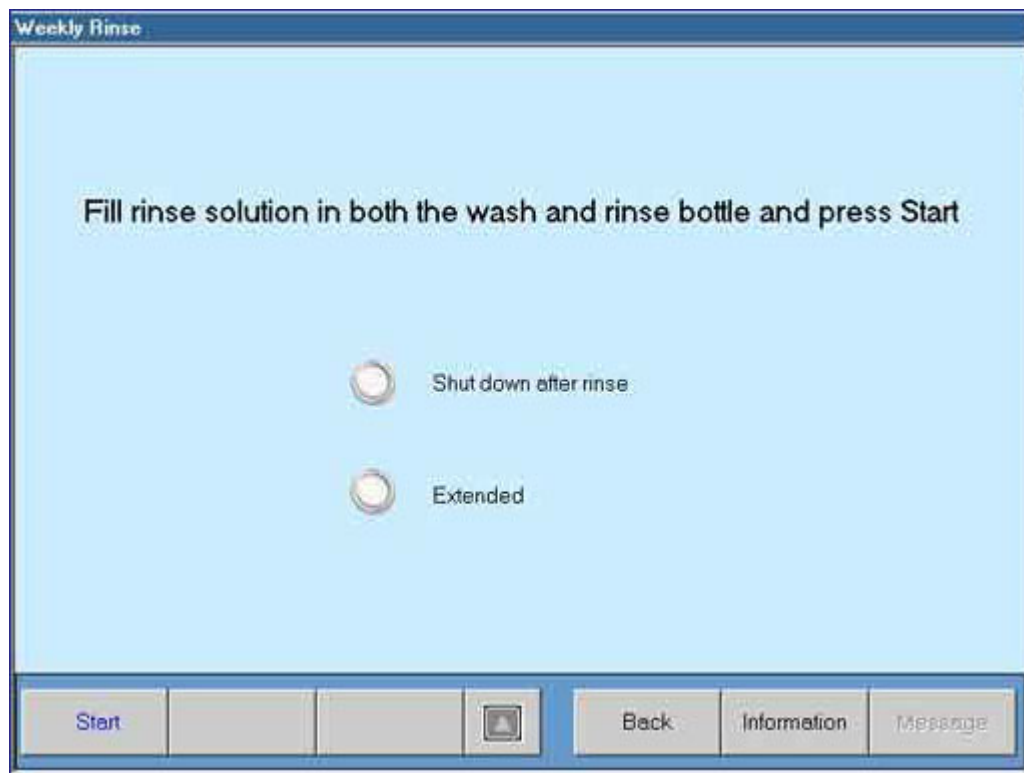 Weekly Rinse
Fill rinse solution in both the wash and rinse bottle and press Start
Shut down after rinse
Extended
Start
Back
Information
Message